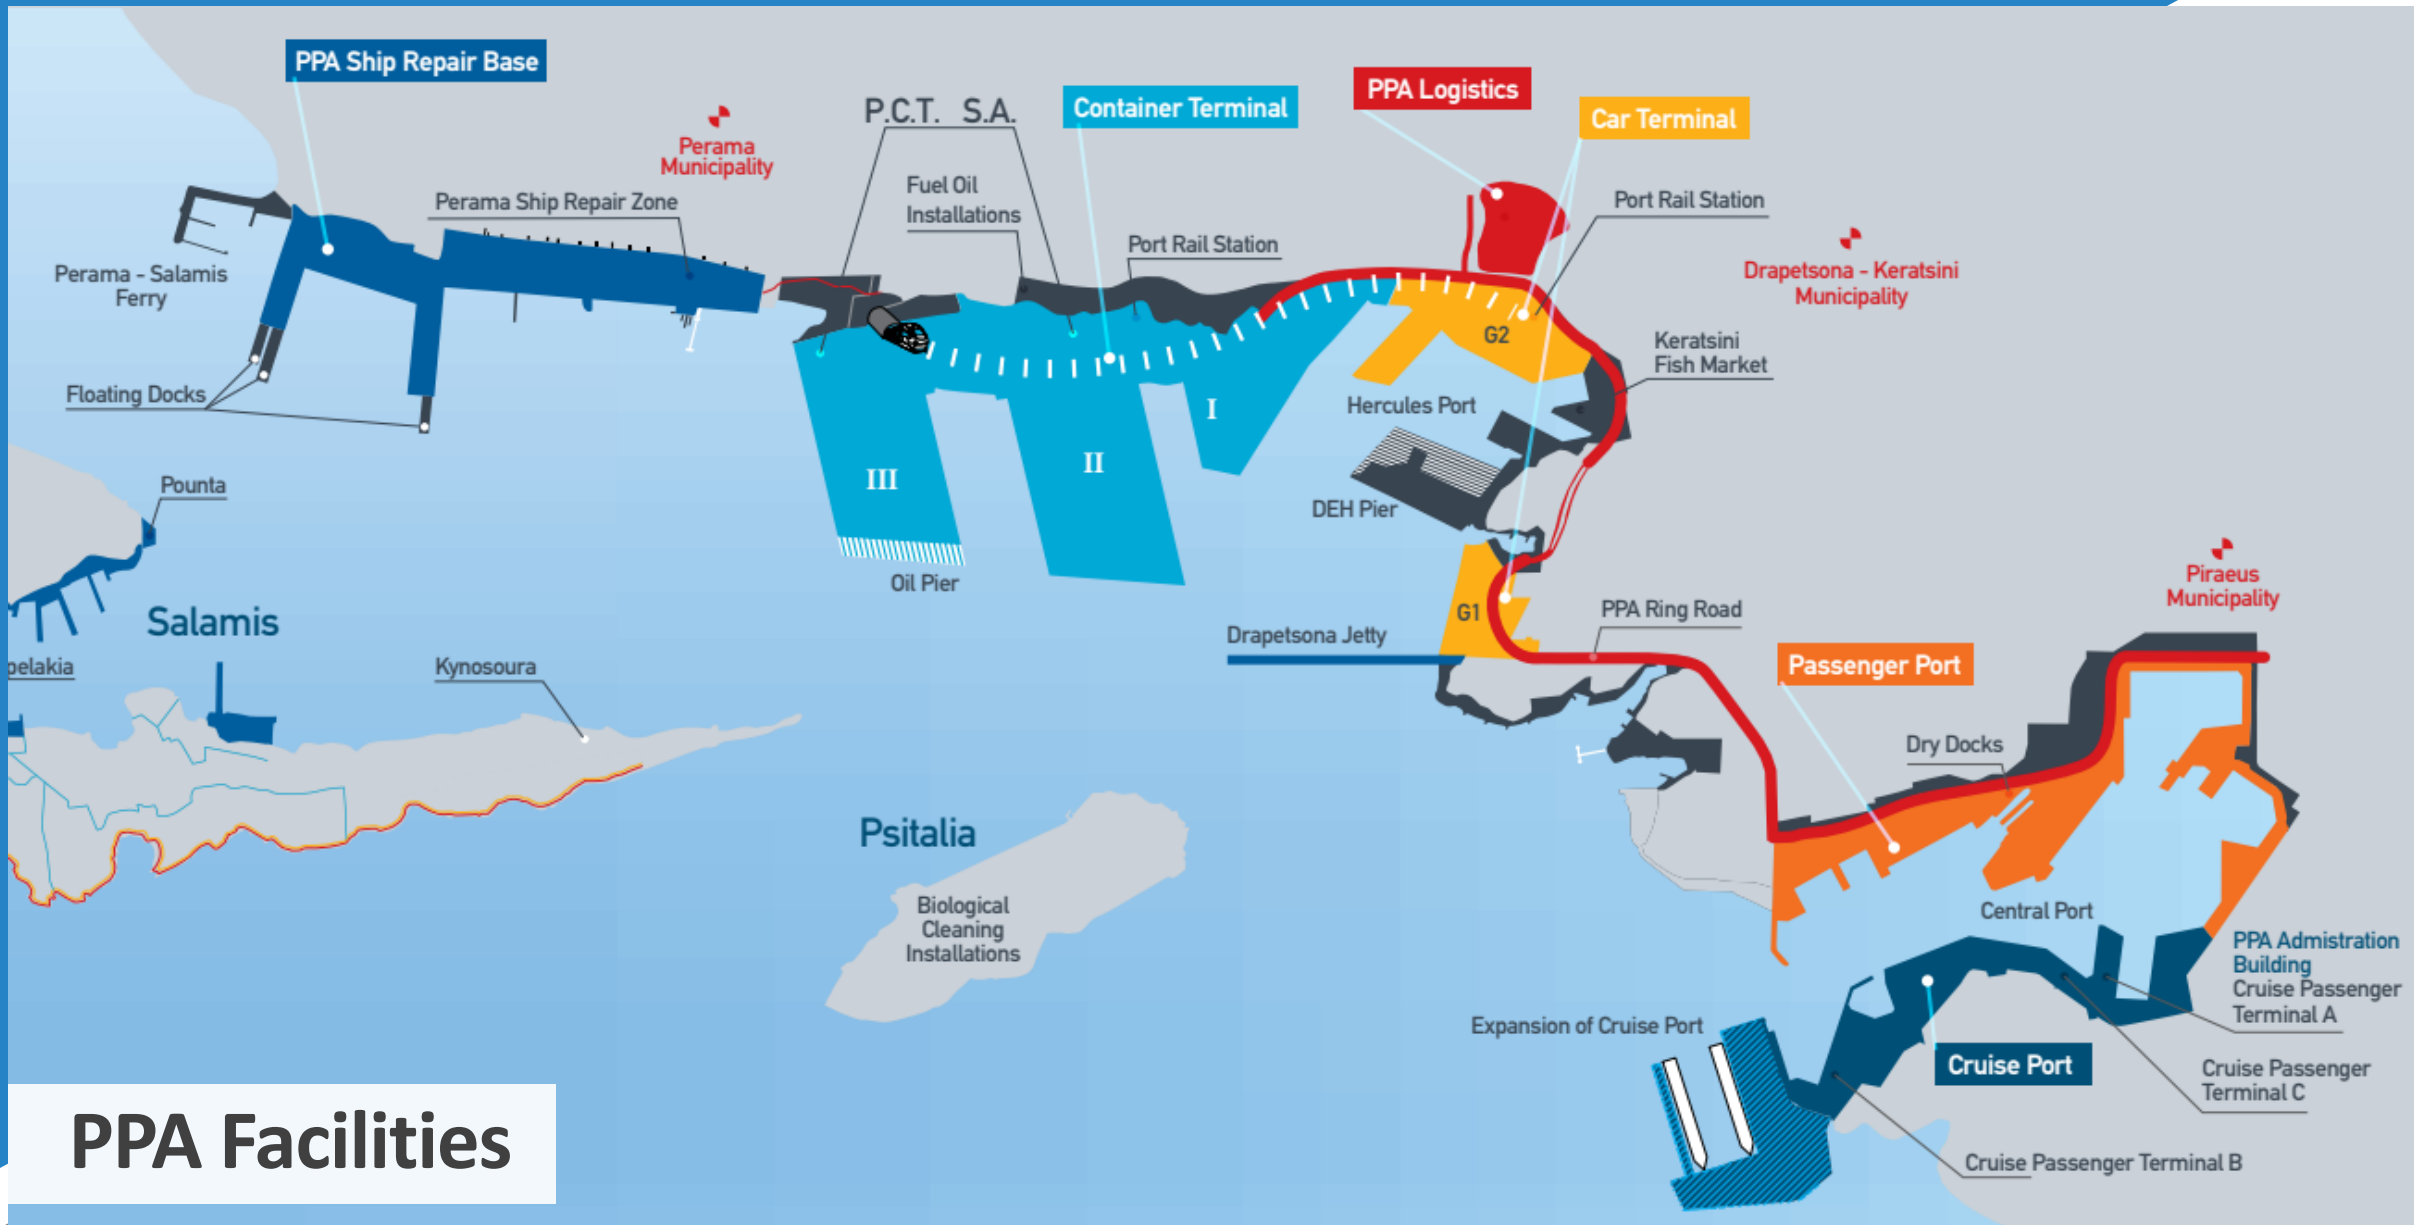 PPA Ship Repair Base
PPA Logistics
P.C.T. S.A.
Container Terminal
Car Terminal
Perama
Municipality
Fuel Oil
Installations
Perama Ship Repair Zone
Port Rail Station
Port Rail Station
Perama - Salamis
Ferry
Drapetsona - Keratsini
Municipality
G2
Keratsini
Fish Market
Floating Docks
Hercules Port
I
II
III
Pounta
DEH Pier
Oil Pier
Piraeus
Municipality
Salamis
G1
PPA Ring Road
Drapetsona Jetty
pelakia
Kynosoura
Passenger Port
Dry Docks
Psitalia
Biological
Cleaning
Installations
Central Port
PPA Admistration
Building
Cruise Passenger
Terminal A
Expansion of Cruise Port
Cruise Port
Cruise Passenger
Terminal C
Cruise Passenger Terminal B
PPA Facilities